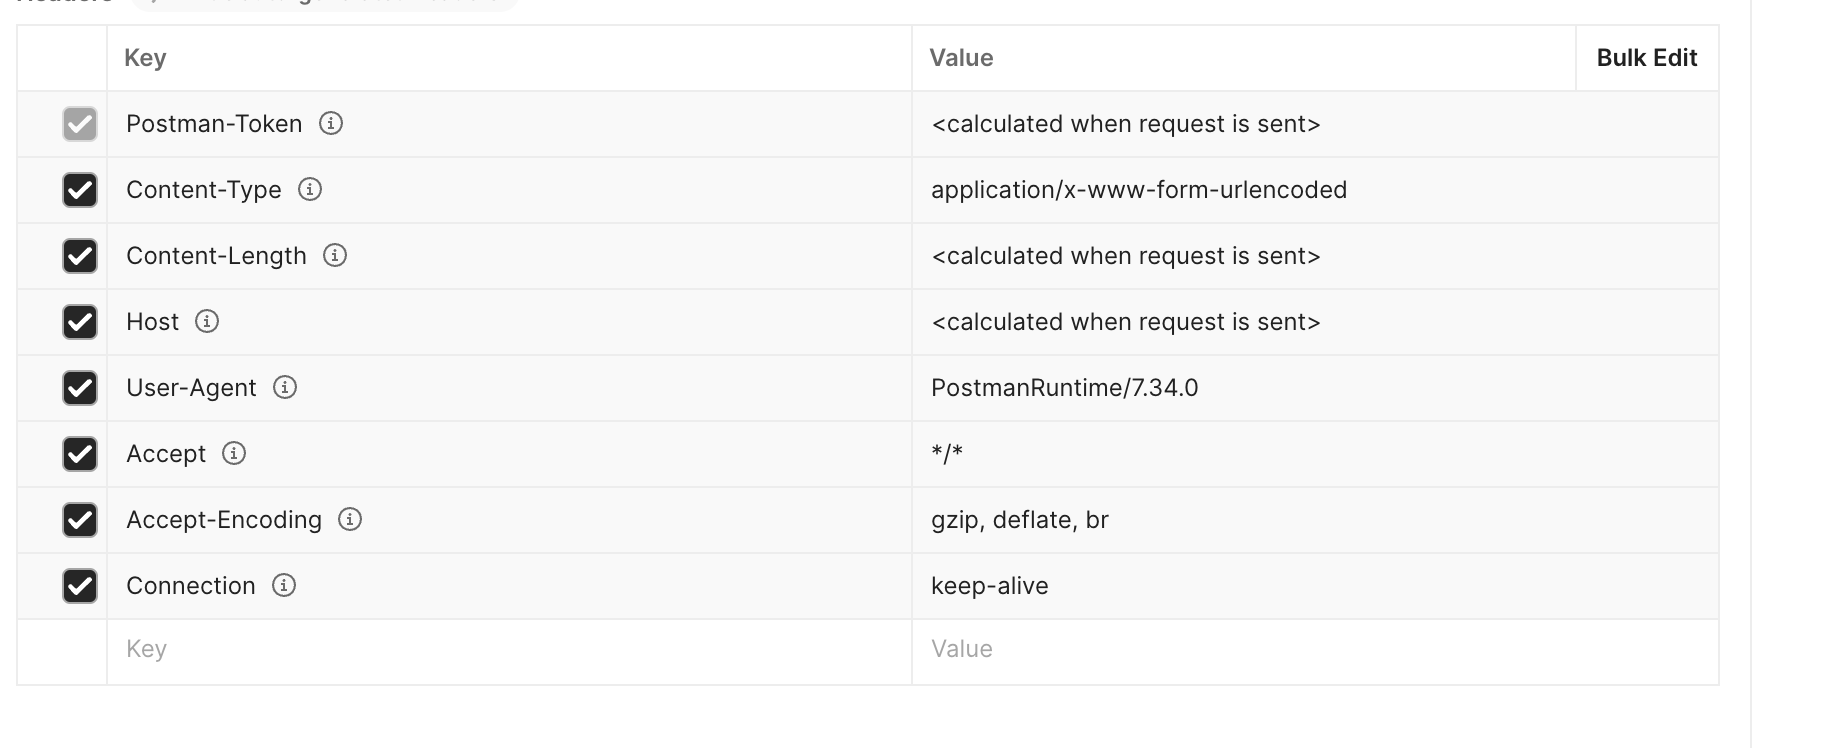 Headers
Key Value Bulk Edit
Postman-Token <calculated when request is sent>
Content-Type application/x-www-form-urlencoded
Content-Length <calculated when request is sent>
Host <calculated when request is sent>
User-Agent PostmanRuntime/7.34.0
Accept */*
Accept-Encoding gzip, deflate, br
Connection keep-alive
Key Value